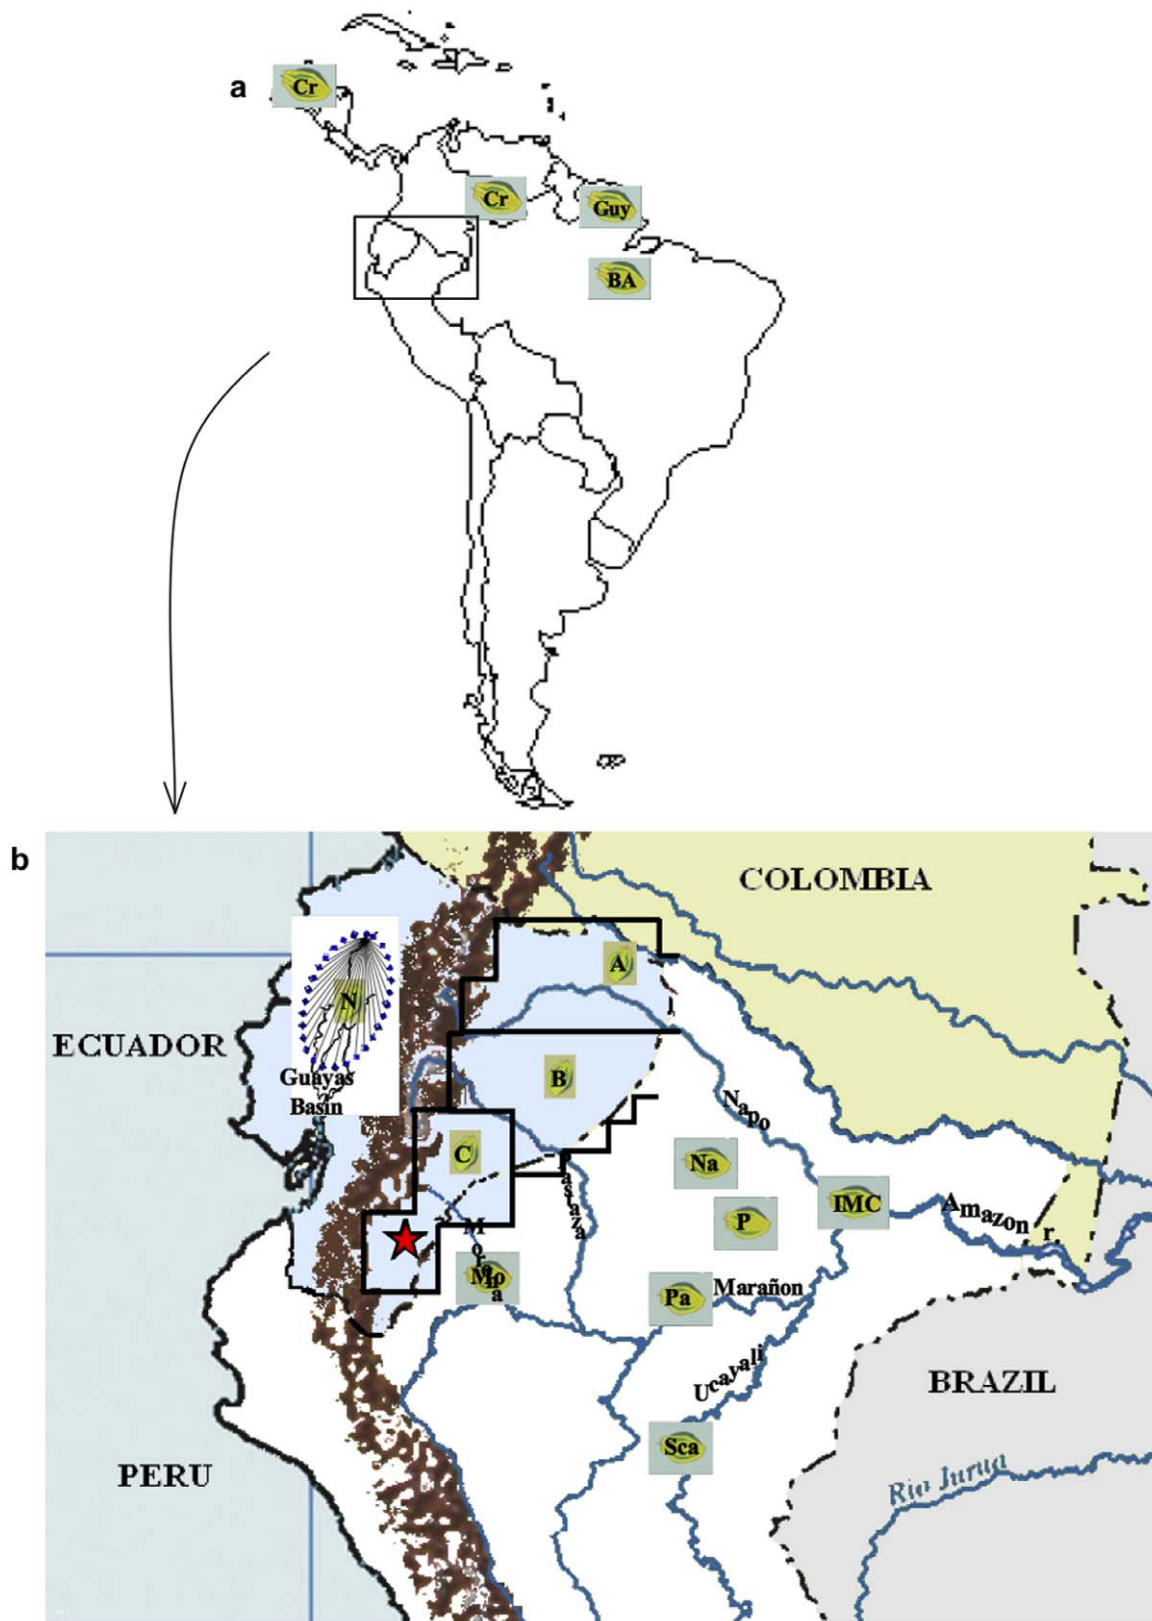 a
Cr
Cr
Guy
BA
b
COLOMBIA
A
N
ECUADOR
B
Guayas
Basin
Napo
C
Na
Pastaza
IMC
P
Amazon r.
Morona
Mo
Pa
Marañon
Ucayali
BRAZIL
Sca
PERU
Rio Jurua